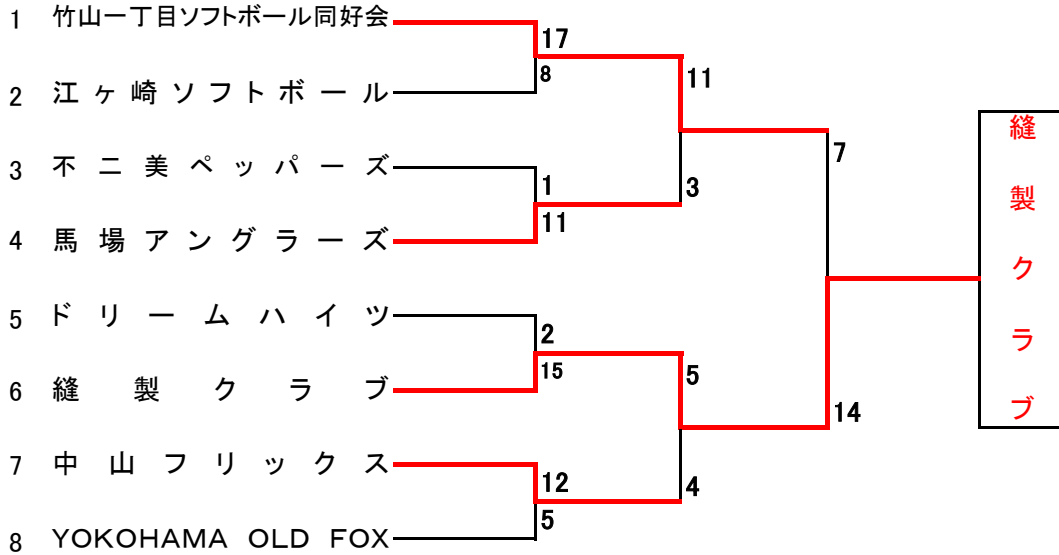 1 竹山一丁目ソフトボール同好会
17
8
2 江ヶ崎ソフトボール
11
3 不二美ペッパーズ
1
11
3
4 馬場アングラーズ
7
5 ドリームハイツ
2
15
6 縫製クラブ
5
14
7 中山フリックス
12
5
4
8 YOKOHAMA OLD FOX
縫製クラブ